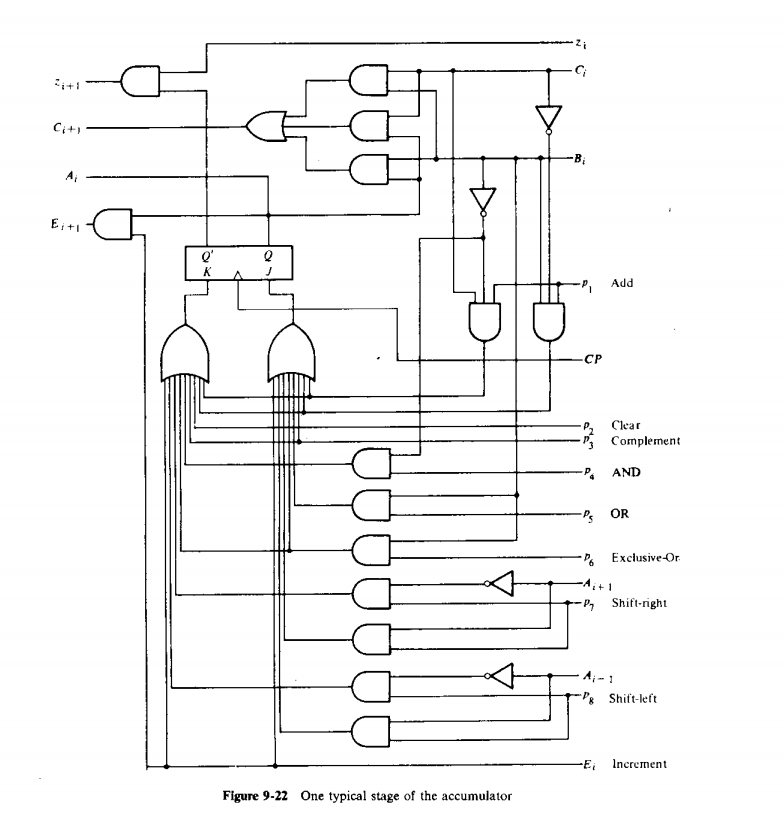 z_i
z_{i+1}
C_i
C_{i+1}
B_i
A_i
E_{i+1}
Q' Q
K J
p_1 Add
CP
p_2 Clear
p_3 Complement
p_4 AND
p_5 OR
p_6 Exclusive-Or
A_{i+1}
p_7 Shift-right
A_{i-1}
p_8 Shift-left
E_i Increment
Figure 9-22 One typical stage of the accumulator